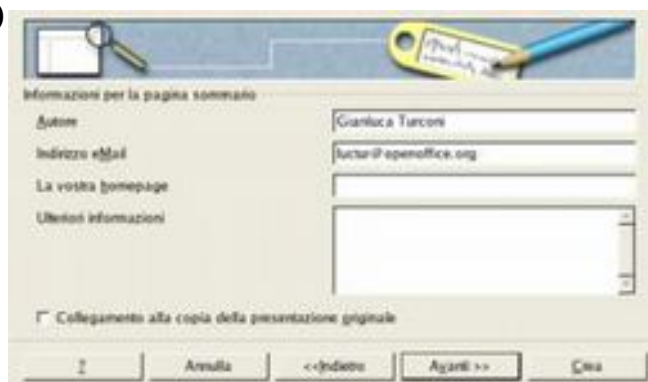 )
Informazioni per la pagina sommario
Autore Gianluca Turconi
Indirizzo eMail luctur@openoffice.org
La vostra homepage
Ulteriori informazioni
Collegamento alla copia della presentazione originale
? Annulla <<Indietro Avanti >> Crea